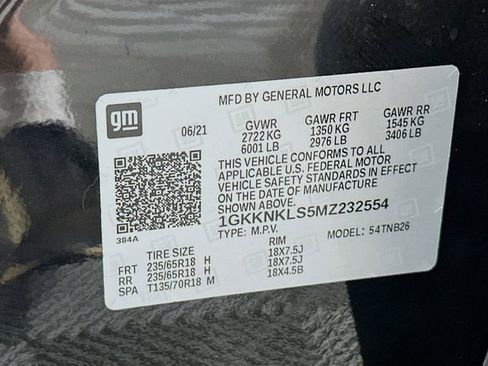 MFD BY GENERAL MOTORS LLC
gm
06/21 GVWR GAWR FRT GAWR RR
2722 KG 1350 KG 1545 KG
6001 LB 2976 LB 3406 LB
THIS VEHICLE CONFORMS TO ALL
APPLICABLE U.S. FEDERAL MOTOR
VEHICLE SAFETY STANDARDS IN EFFECT
ON THE DATE OF MANUFACTURE
SHOWN ABOVE.
1GKKNKLS5MZ232554
384A TYPE: M.P.V. MODEL: 54TNB26
TIRE SIZE RIM
FRT 235/65R18 H 18X7.5J
RR 235/65R18 H 18X7.5J
SPA T135/70R18 M 18X4.5B